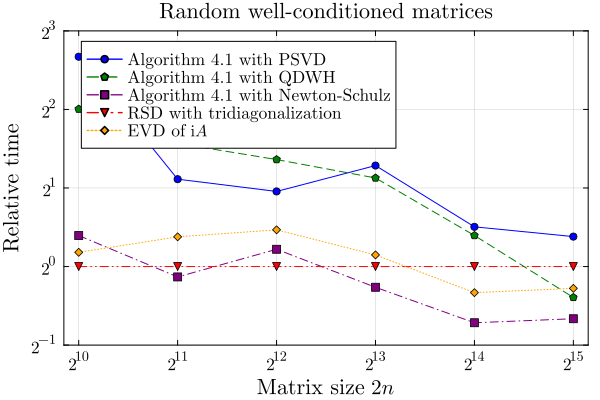 Random well-conditioned matrices
2^3
2^2
2^1
2^0
2^−1
Relative time
Algorithm 4.1 with PSVD
Algorithm 4.1 with QDWH
Algorithm 4.1 with Newton-Schulz
RSD with tridiagonalization
EVD of iA
2^10 2^11 2^12 2^13 2^14 2^15
Matrix size 2n